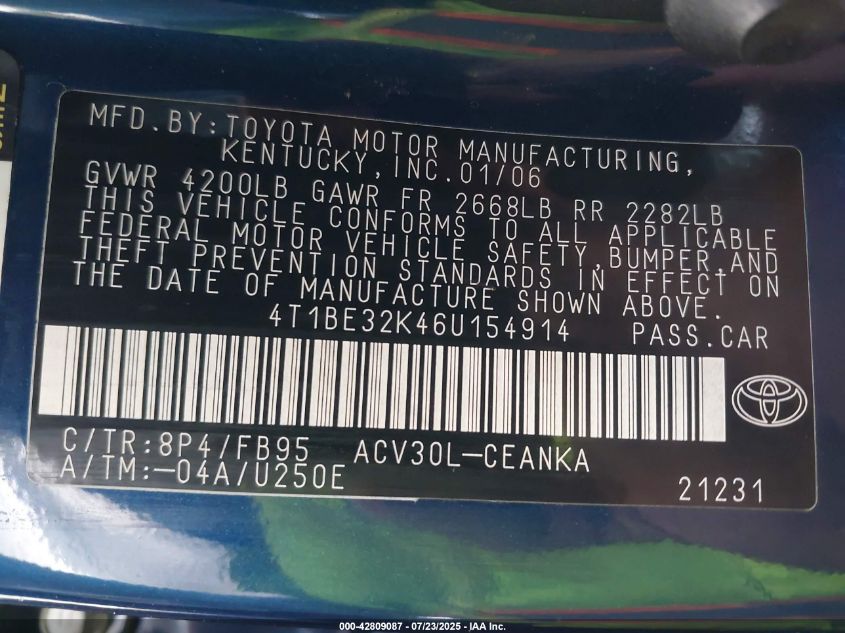 MFD.BY:TOYOTA MOTOR MANUFACTURING,
KENTUCKY,INC.01/06
GVWR 4200LB GAWR FR 2668LB RR 2282LB
THIS VEHICLE CONFORMS TO ALL APPLICABLE
FEDERAL MOTOR VEHICLE SAFETY,BUMPER,AND
THEFT PREVENTION STANDARDS IN EFFECT ON
THE DATE OF MANUFACTURE SHOWN ABOVE.
4T1BE32K46U154914 PASS.CAR
C/TR:8P4/FB95 ACV30L-CEANKA
A/TM:-04A/U250E
21231
000-42809087 - 07/23/2025 - IAA Inc.